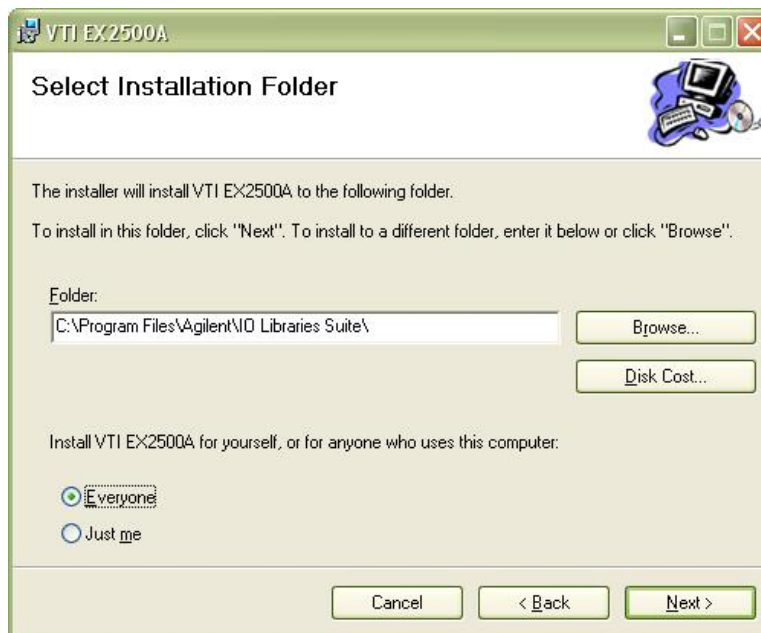 VTI EX2500A
Select Installation Folder
The installer will install VTI EX2500A to the following folder.
To install in this folder, click "Next". To install to a different folder, enter it below or click "Browse".
Folder:
C:\Program Files\Agilent\IO Libraries Suite\
Browse...
Disk Cost...
Install VTI EX2500A for yourself, or for anyone who uses this computer:
Everyone
Just me
Cancel
< Back
Next >